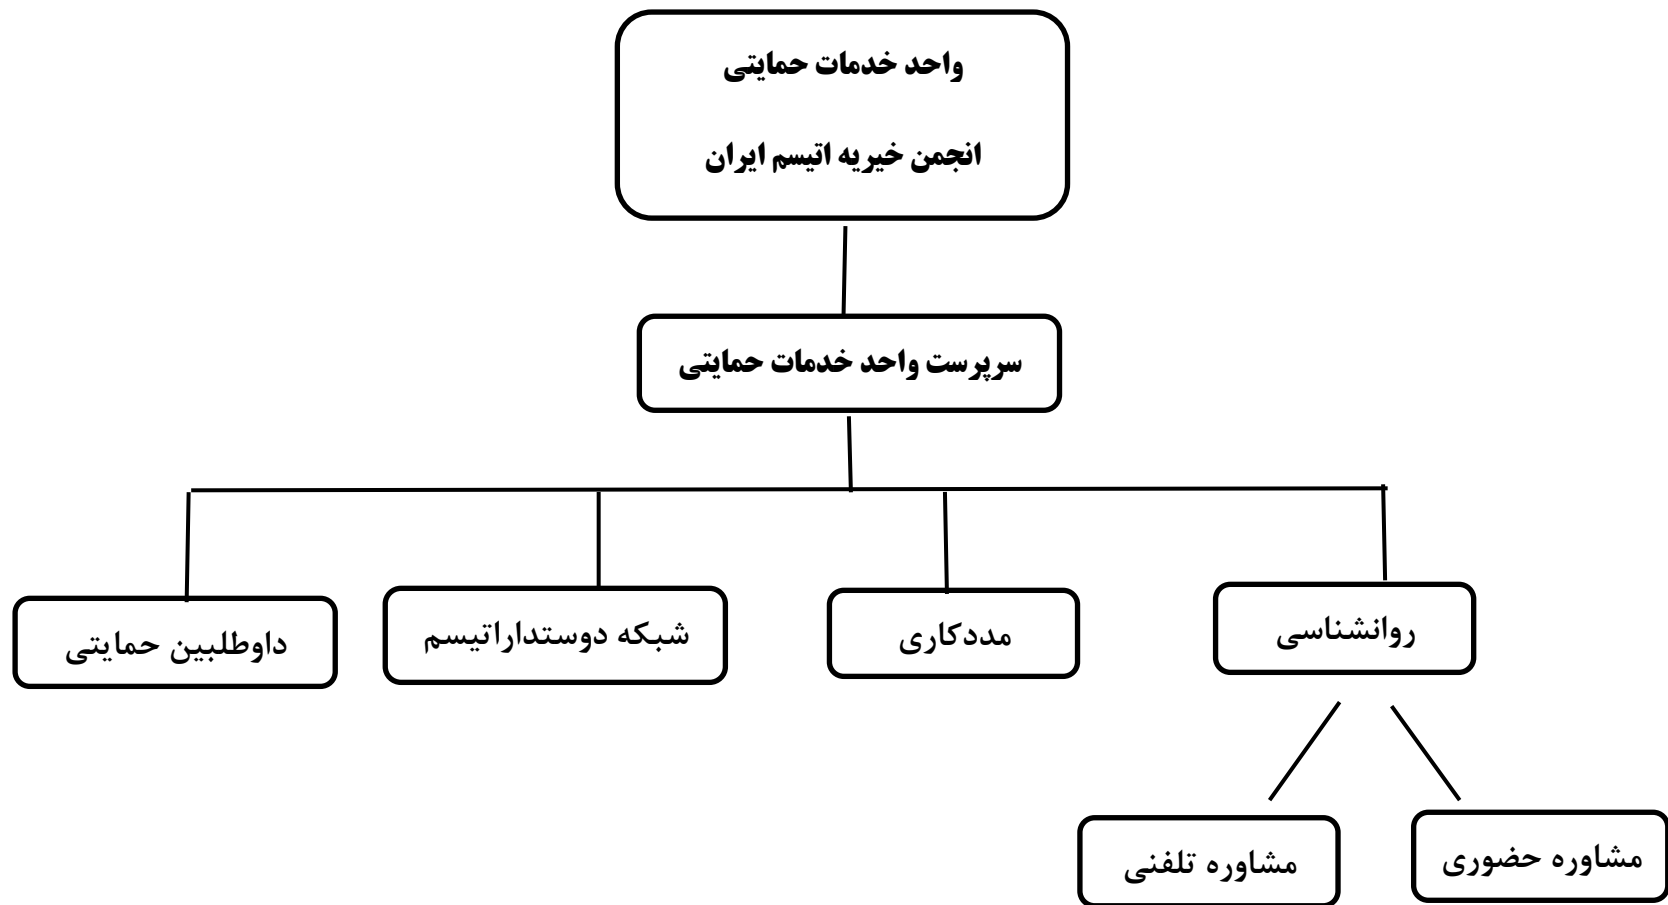 واحد خدمات حمایتی
انجمن خیریه اتیسم ایران
سرپرست واحد خدمات حمایتی
روانشناسی
مددکاری
شبکه دوستداراتیسم
داوطلبین حمایتی
مشاوره حضوری
مشاوره تلفنی